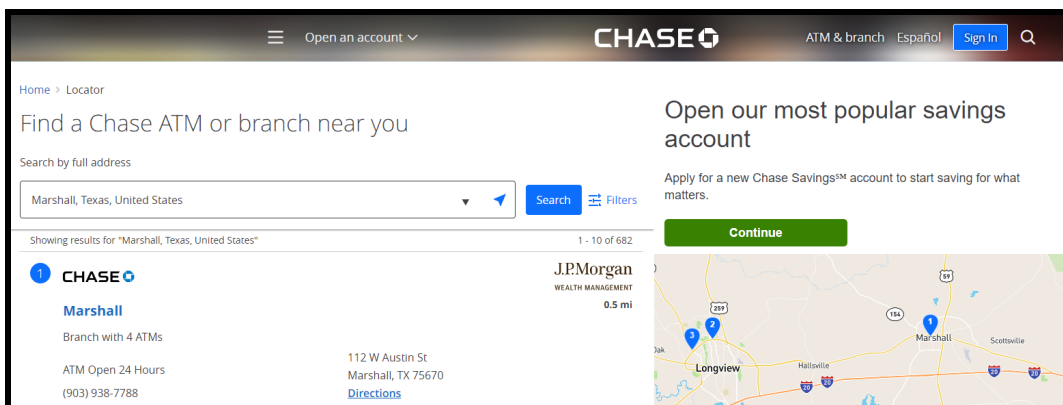 Open an account
CHASE
ATM & branch Español Sign In
Home > Locator
Find a Chase ATM or branch near you
Search by full address
Marshall, Texas, United States
Search Filters
Showing results for "Marshall, Texas, United States" 1 - 10 of 682
1 CHASE
J.P.Morgan
WEALTH MANAGEMENT
0.5 mi
Marshall
Branch with 4 ATMs
ATM Open 24 Hours
(903) 938-7788
112 W Austin St
Marshall, TX 75670
Directions
Open our most popular savings
account
Apply for a new Chase Savings℠ account to start saving for what
matters.
Continue
59
259
154
1
2
3
Marshall
Scottsville
Longview
Hallsville
20
20
20
20